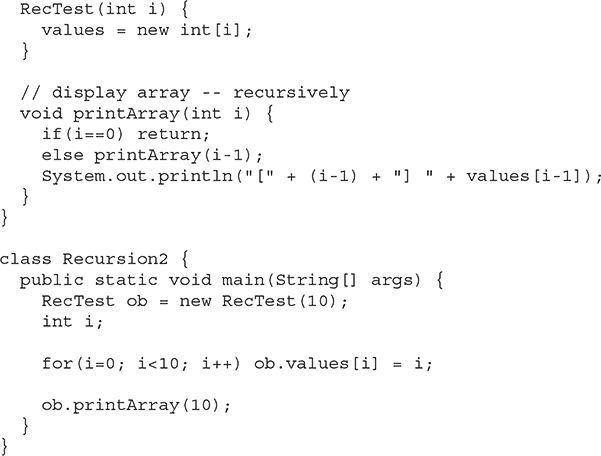 RecTest(int i) {
    values = new int[i];
  }

  // display array -- recursively
  void printArray(int i) {
    if(i==0) return;
    else printArray(i-1);
    System.out.println("[" + (i-1) + "] " + values[i-1]);
  }
}

class Recursion2 {
  public static void main(String[] args) {
    RecTest ob = new RecTest(10);
    int i;

    for(i=0; i<10; i++) ob.values[i] = i;

    ob.printArray(10);
  }
}